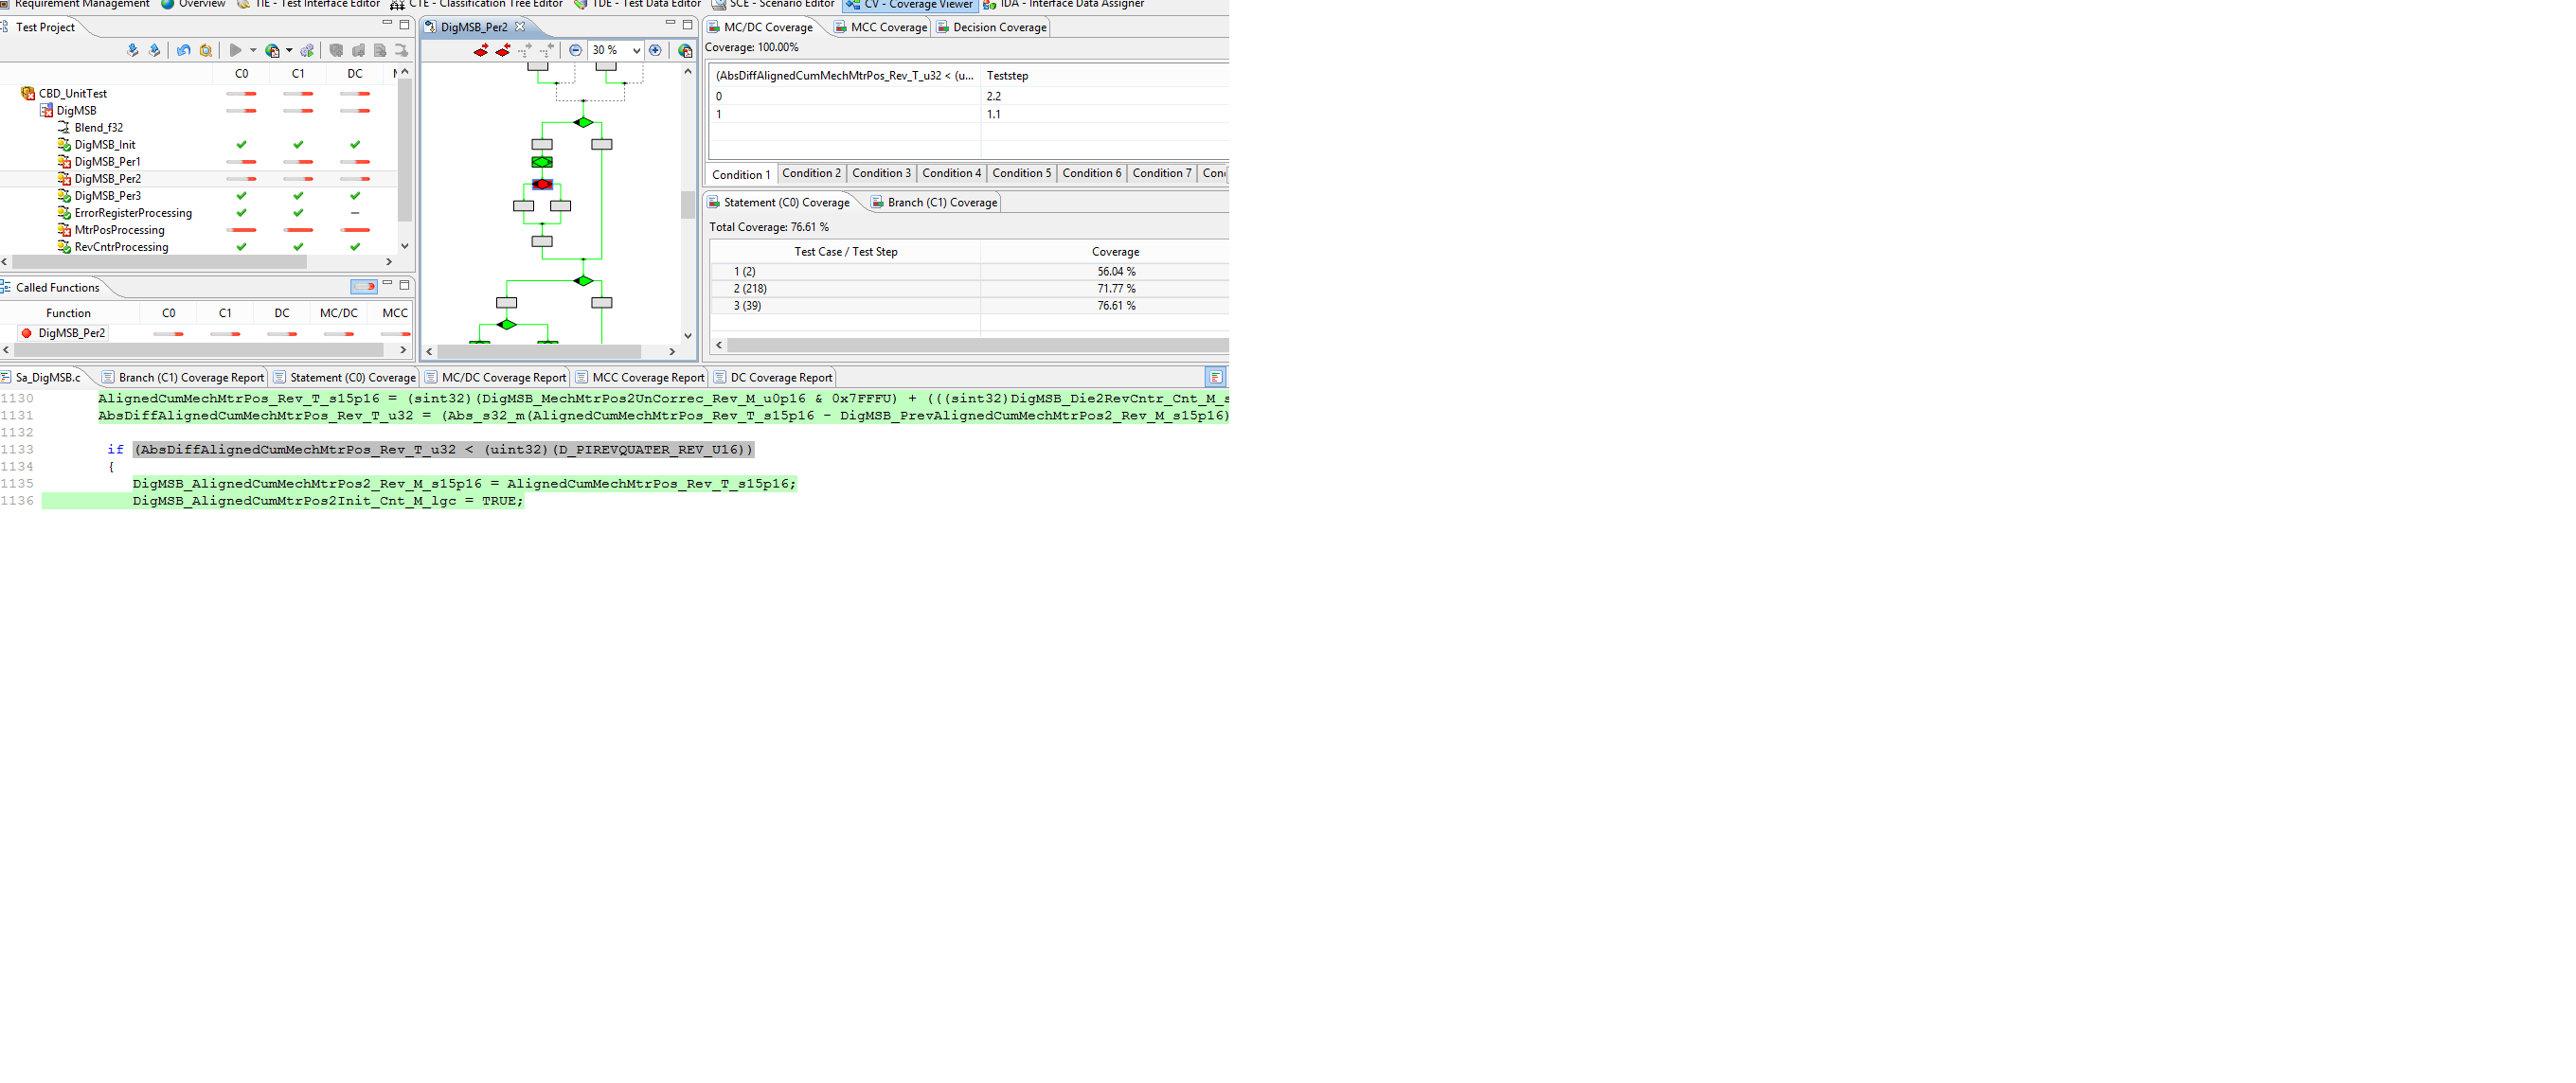 Requirement Management Overview TIE - Test Interface Editor CTE - Classification Tree Editor TDE - Test Data Editor SCE - Scenario Editor CV - Coverage Viewer IDA - Interface Data Assigner
Test Project
C0 C1 DC
CBD_UnitTest
DigMSB
Blend_f32
DigMSB_Init
DigMSB_Per1
DigMSB_Per2
DigMSB_Per3
ErrorRegisterProcessing
MtrPosProcessing
RevCntrProcessing
Called Functions
Function C0 C1 DC MC/DC MCC
DigMSB_Per2
DigMSB_Per2
30 %
MC/DC Coverage MCC Coverage Decision Coverage
Coverage: 100.00%
(AbsDiffAlignedCumMechMtrPos_Rev_T_u32 < (u... Teststep
0 2.2
1 1.1
Condition 1 Condition 2 Condition 3 Condition 4 Condition 5 Condition 6 Condition 7 Con
Statement (C0) Coverage Branch (C1) Coverage
Total Coverage: 76.61 %
Test Case / Test Step Coverage
1 (2) 56.04 %
2 (218) 71.77 %
3 (39) 76.61 %
Sa_DigMSB.c Branch (C1) Coverage Report Statement (C0) Coverage MC/DC Coverage Report MCC Coverage Report DC Coverage Report
1130 AlignedCumMechMtrPos_Rev_T_s15p16 = (sint32)(DigMSB_MechMtrPos2UnCorrec_Rev_M_u0p16 & 0x7FFFU) + (((sint32)DigMSB_Die2RevCntr_Cnt_M_s
1131 AbsDiffAlignedCumMechMtrPos_Rev_T_u32 = (Abs_s32_m(AlignedCumMechMtrPos_Rev_T_s15p16 - DigMSB_PrevAlignedCumMechMtrPos2_Rev_M_s15p16)
1132
1133 if (AbsDiffAlignedCumMechMtrPos_Rev_T_u32 < (uint32)(D_PIREVQUATER_REV_U16))
1134 {
1135 DigMSB_AlignedCumMechMtrPos2_Rev_M_s15p16 = AlignedCumMechMtrPos_Rev_T_s15p16;
1136 DigMSB_AlignedCumMtrPos2Init_Cnt_M_lgc = TRUE;